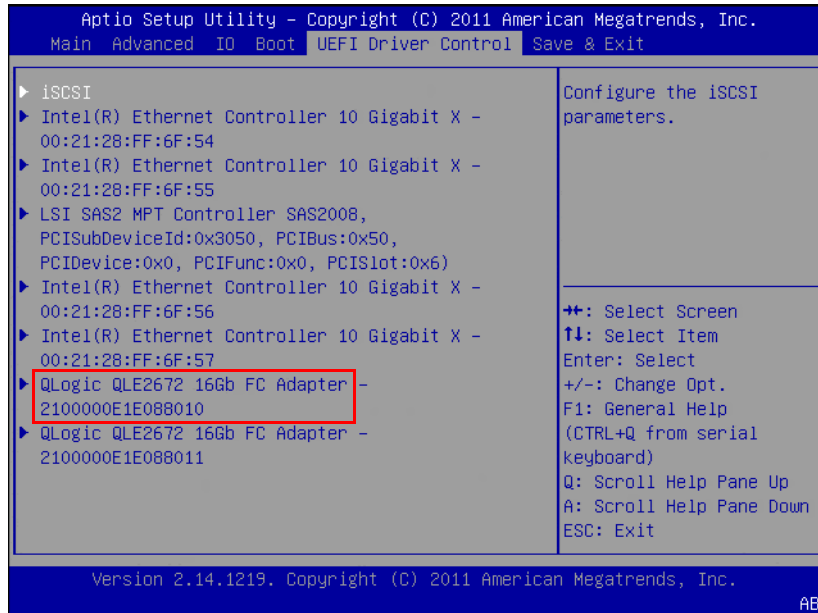 Aptio Setup Utility – Copyright (C) 2011 American Megatrends, Inc.
Main Advanced IO Boot UEFI Driver Control Save & Exit
iSCSI
Intel(R) Ethernet Controller 10 Gigabit X –
00:21:28:FF:6F:54
Intel(R) Ethernet Controller 10 Gigabit X –
00:21:28:FF:6F:55
LSI SAS2 MPT Controller SAS2008,
PCISubDeviceId:0x3050, PCIBus:0x50,
PCIDevice:0x0, PCIFunc:0x0, PCISlot:0x6)
Intel(R) Ethernet Controller 10 Gigabit X –
00:21:28:FF:6F:56
Intel(R) Ethernet Controller 10 Gigabit X –
00:21:28:FF:6F:57
QLogic QLE2672 16Gb FC Adapter –
2100000E1E088010
QLogic QLE2672 16Gb FC Adapter –
2100000E1E088011
Configure the iSCSI
parameters.
→←: Select Screen
↑↓: Select Item
Enter: Select
+/-: Change Opt.
F1: General Help
(CTRL+Q from serial
keyboard)
Q: Scroll Help Pane Up
A: Scroll Help Pane Down
ESC: Exit
Version 2.14.1219. Copyright (C) 2011 American Megatrends, Inc.
AB